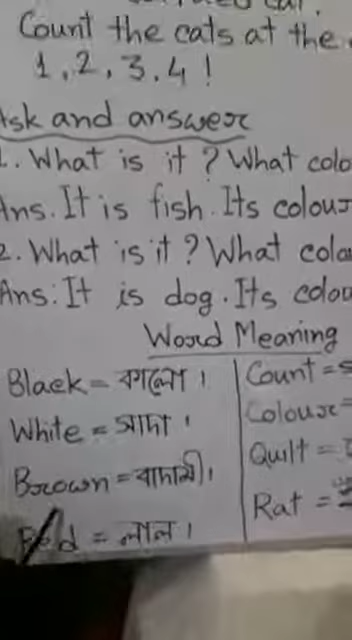 Count the cats at the
1, 2, 3, 4!
Ask and answer
1. What is it? What colo
Ans. It is fish. Its colour
2. What is it? What colo
Ans: It is dog. Its colou
Word Meaning
Black = কালো।
White = সাদা।
Brown = বাদামী।
= লাল।
Count =
Colour =
Quilt =
Rat =